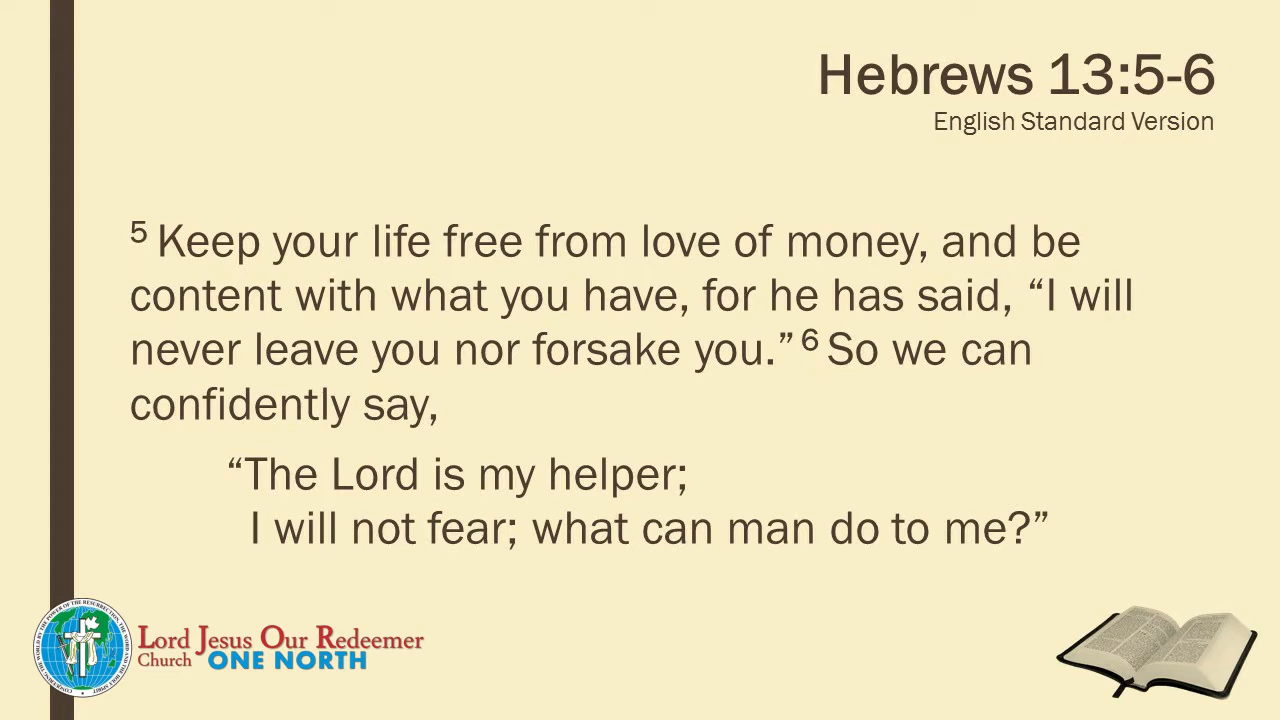 Hebrews 13:5-6
English Standard Version
5 Keep your life free from love of money, and be
content with what you have, for he has said, “I will
never leave you nor forsake you.” 6 So we can
confidently say,
“The Lord is my helper;
I will not fear; what can man do to me?”
Lord Jesus Our Redeemer
Church ONE NORTH